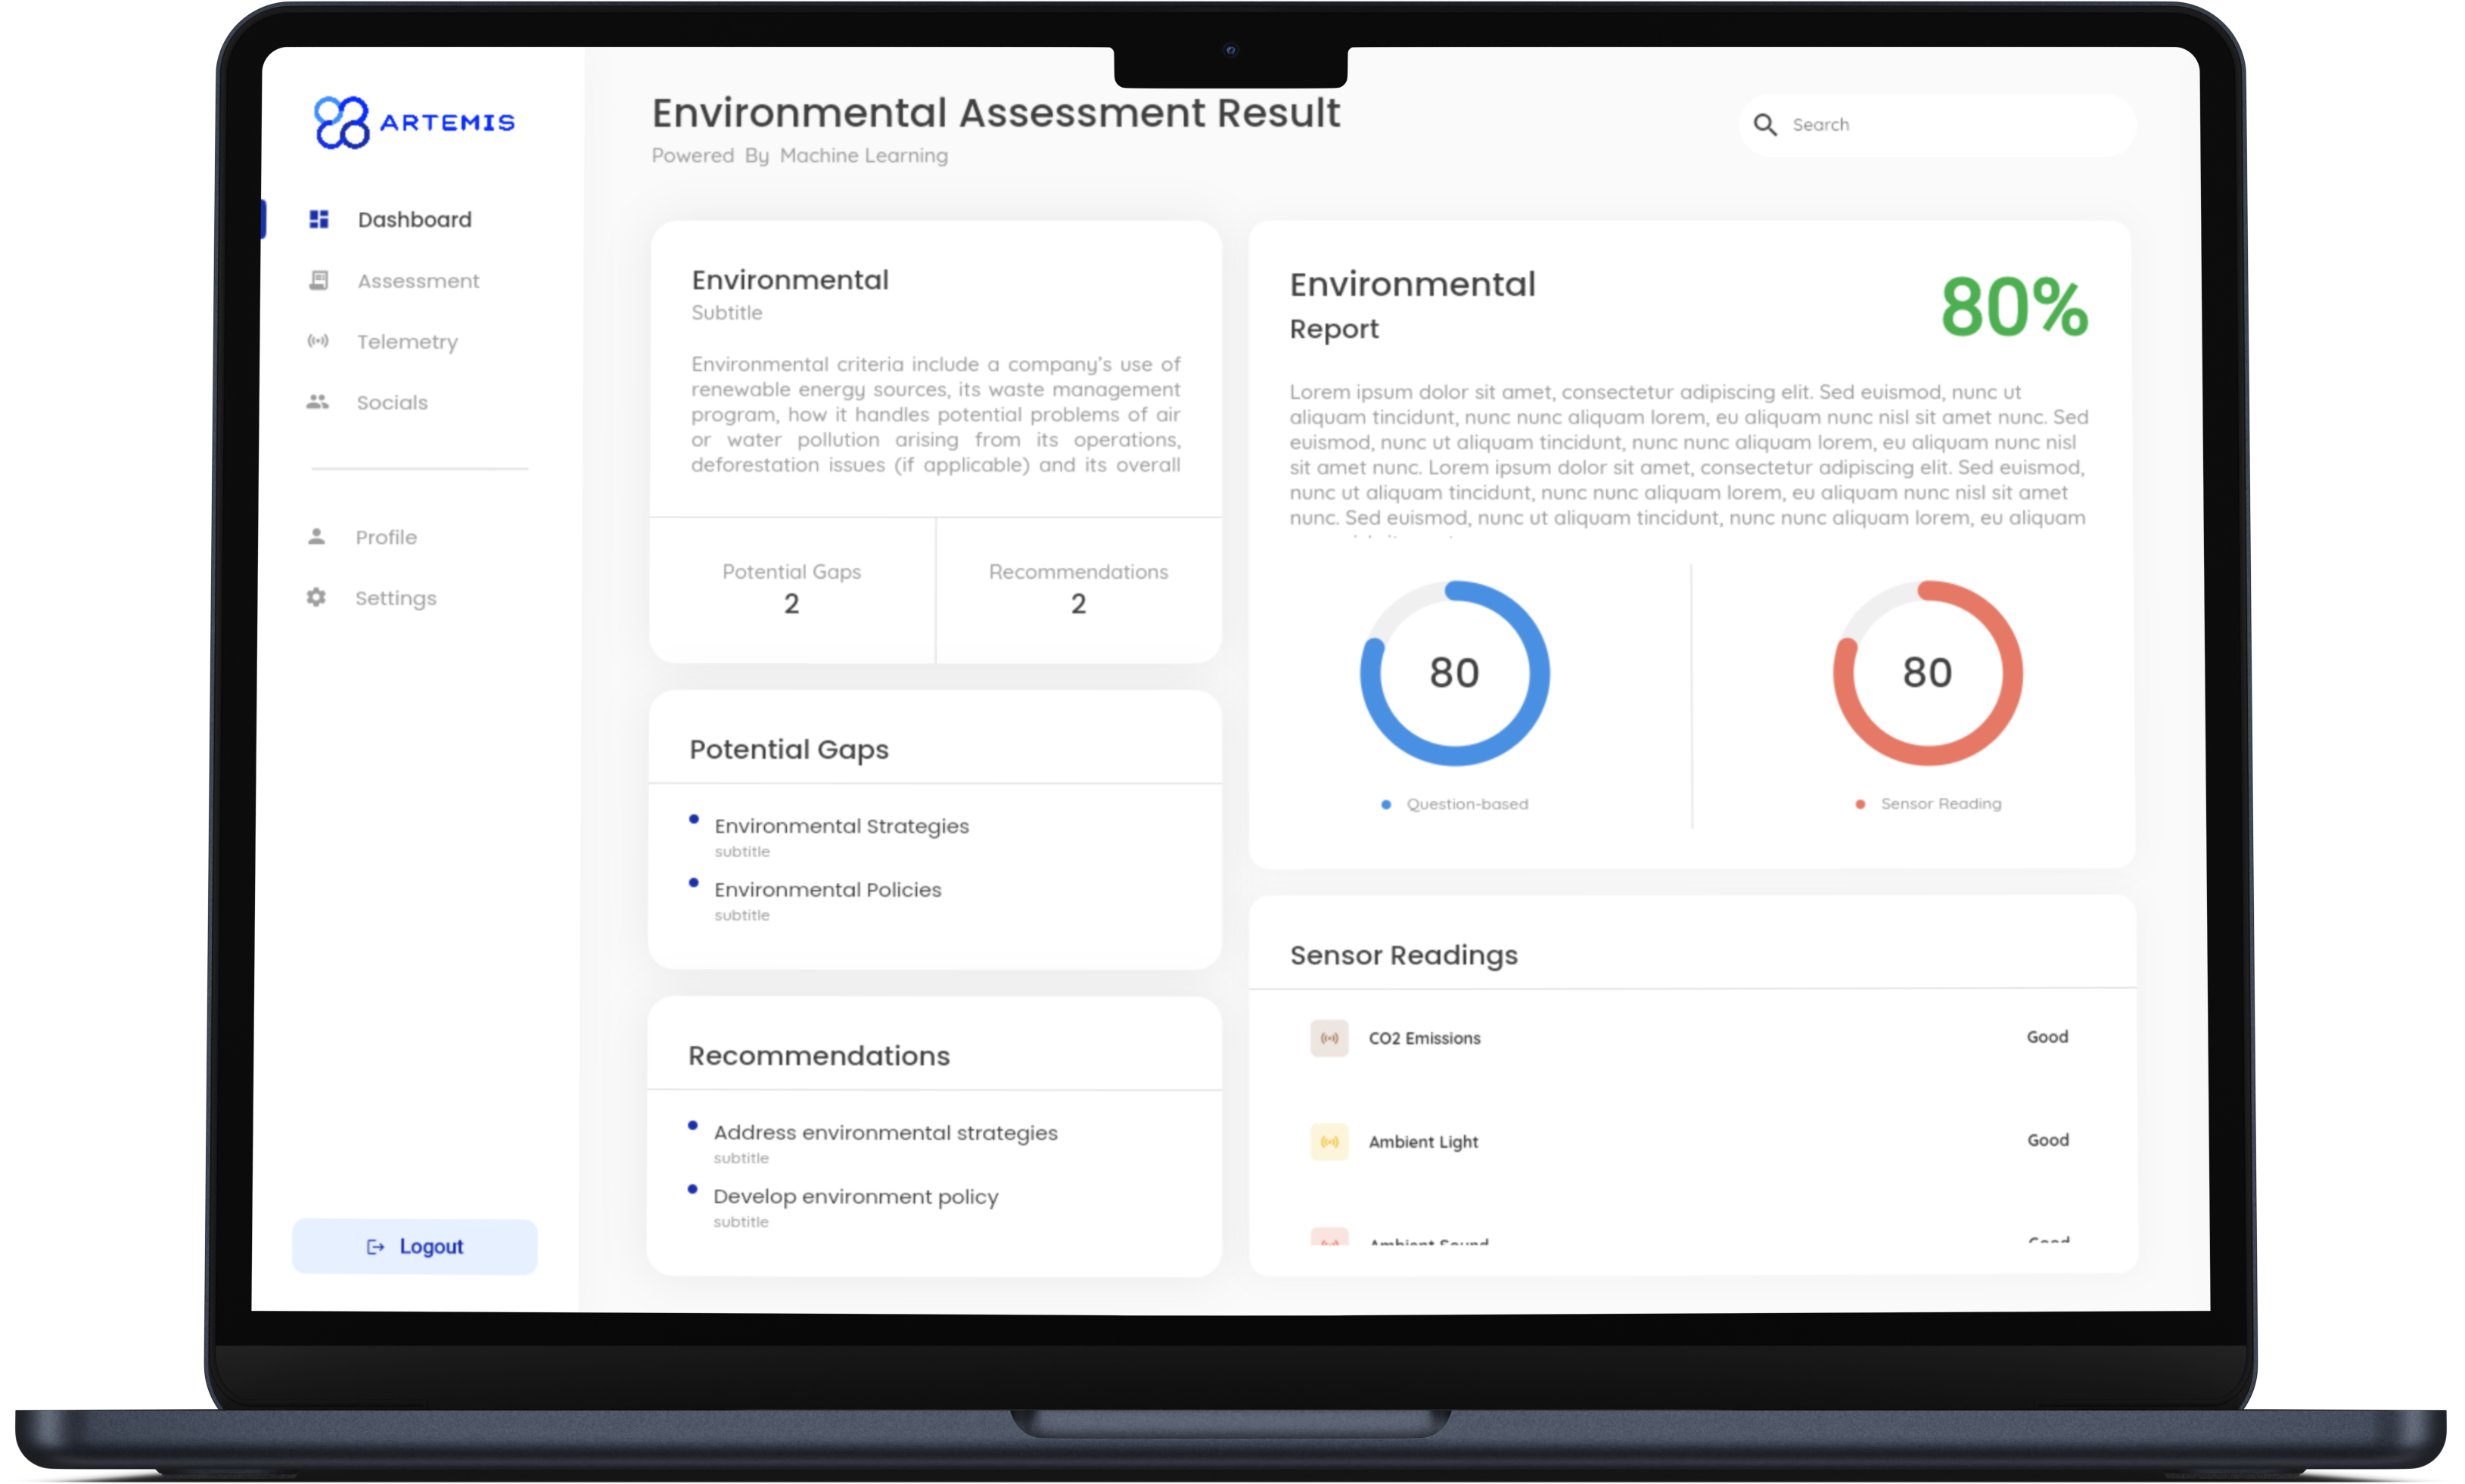 ARTEMIS
Dashboard
Assessment
Telemetry
Socials
Profile
Settings
Logout
Environmental Assessment Result
Powered By Machine Learning
Search
Environmental
Subtitle
Environmental criteria include a company's use of
renewable energy sources, its waste management
program, how it handles potential problems of air
or water pollution arising from its operations,
deforestation issues (if applicable) and its overall
Potential Gaps
2
Recommendations
2
Potential Gaps
Environmental Strategies
subtitle
Environmental Policies
subtitle
Recommendations
Address environmental strategies
subtitle
Develop environment policy
subtitle
Environmental
Report
80%
Lorem ipsum dolor sit amet, consectetur adipiscing elit. Sed euismod, nunc ut
aliquam tincidunt, nunc nunc aliquam lorem, eu aliquam nunc nisl sit amet nunc. Sed
euismod, nunc ut aliquam tincidunt, nunc nunc aliquam lorem, eu aliquam nunc nisl
sit amet nunc. Lorem ipsum dolor sit amet, consectetur adipiscing elit. Sed euismod,
nunc ut aliquam tincidunt, nunc nunc aliquam lorem, eu aliquam nunc nisl sit amet
nunc. Sed euismod, nunc ut aliquam tincidunt, nunc nunc aliquam lorem, eu aliquam
80
Question-based
80
Sensor Reading
Sensor Readings
CO2 Emissions
Good
Ambient Light
Good
Ambient Sound
Good